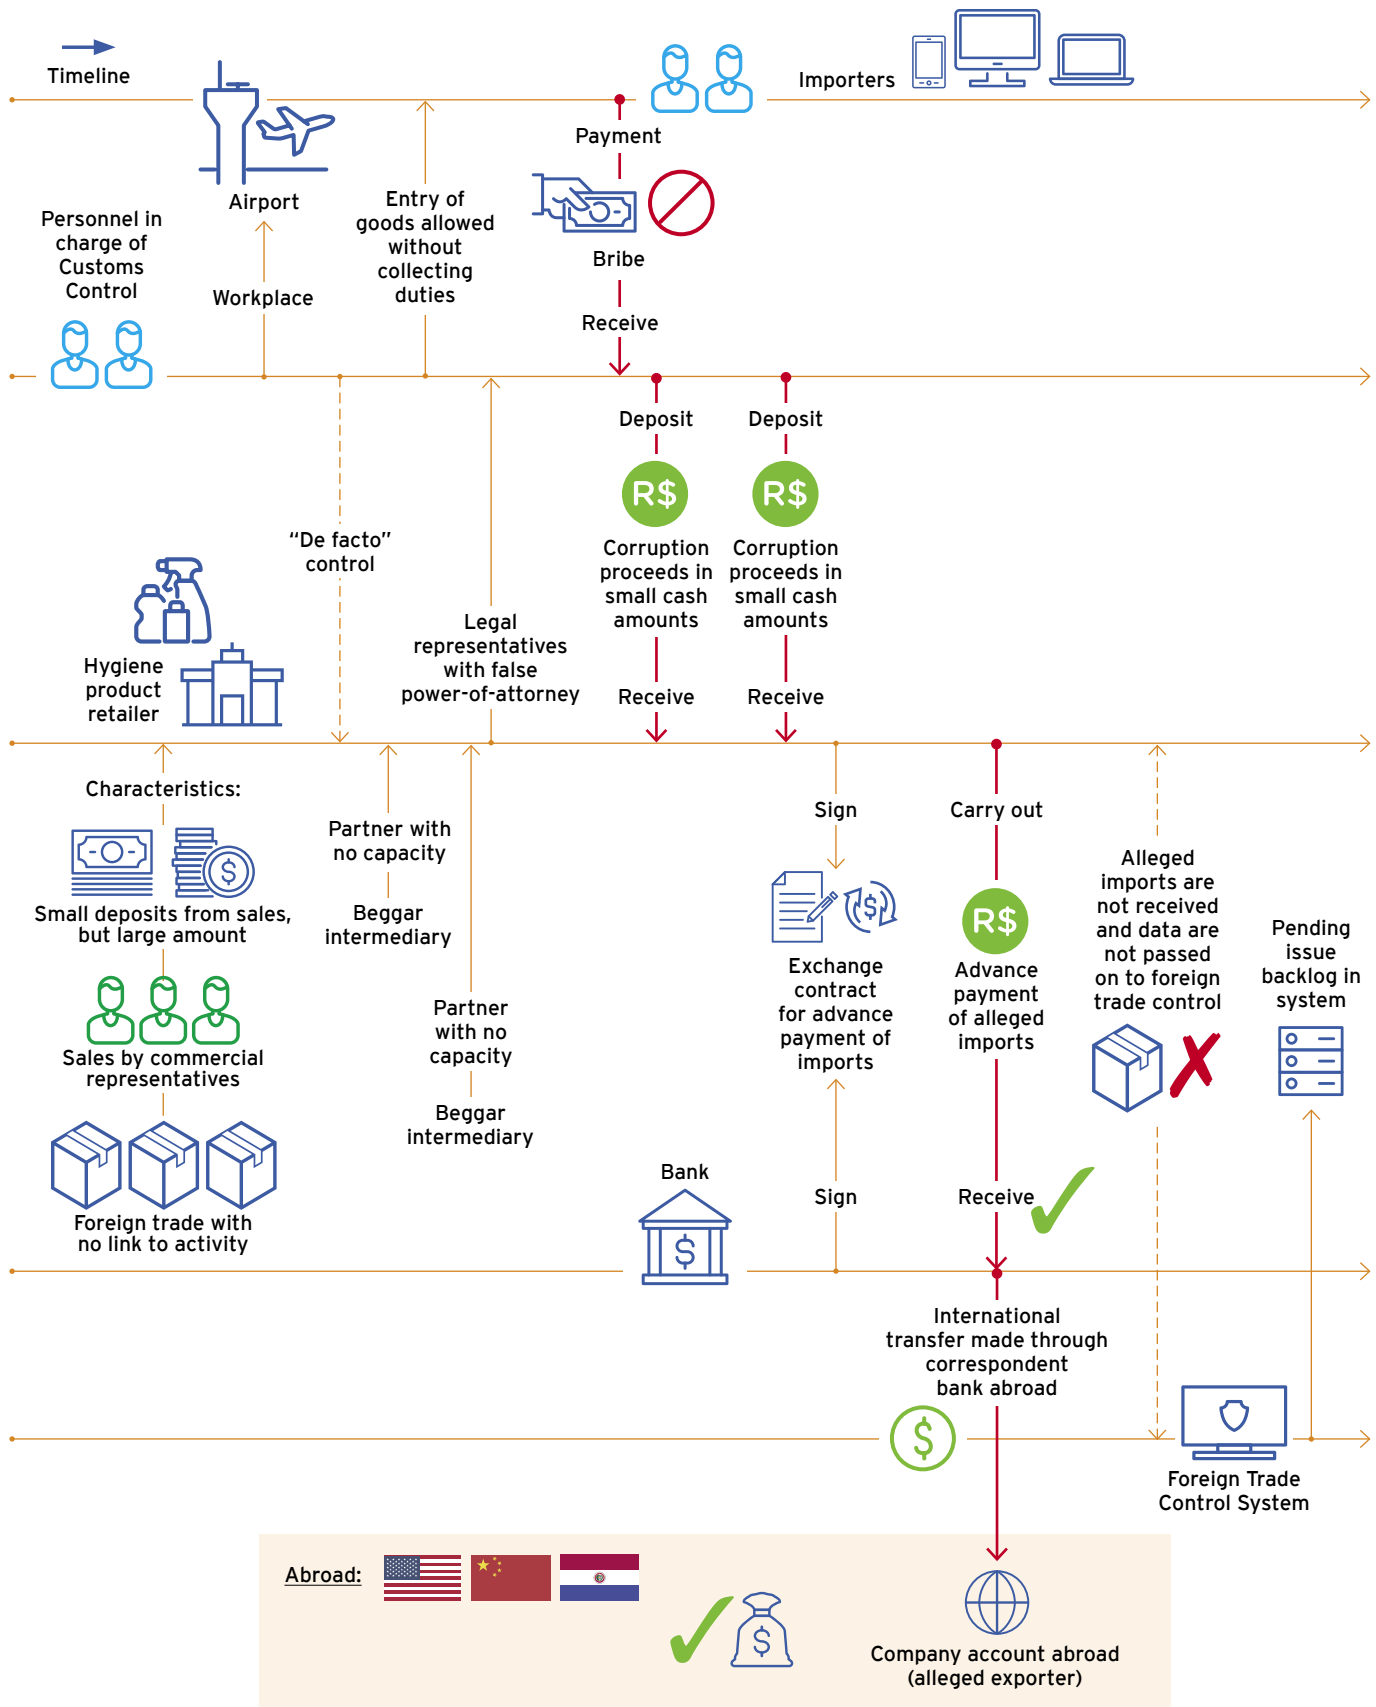 Timeline
Importers
Payment
Airport
Entry of
goods allowed
without
collecting
duties
Personnel in
charge of
Customs
Control
Bribe
Workplace
Receive
Deposit
Deposit
R$
R$
"De facto"
control
Corruption
proceeds in
small cash
amounts
Corruption
proceeds in
small cash
amounts
Legal
representatives
with false
power-of-attorney
Hygiene
product
retailer
Receive
Receive
Characteristics:
Sign
Carry out
Partner with
no capacity
Alleged
imports are
not received
and data are
not passed
on to foreign
trade control
$
Small deposits from sales,
but large amount
Beggar
intermediary
$
R$
Pending
issue
backlog in
system
Exchange
contract
for advance
payment of
imports
Advance
payment
of alleged
imports
Partner
with no
capacity
Sales by commercial
representatives
Beggar
intermediary
Bank
Sign
Receive
Foreign trade with
no link to activity
$
International
transfer made through
correspondent
bank abroad
$
Foreign Trade
Control System
Abroad:
$
Company account abroad
(alleged exporter)